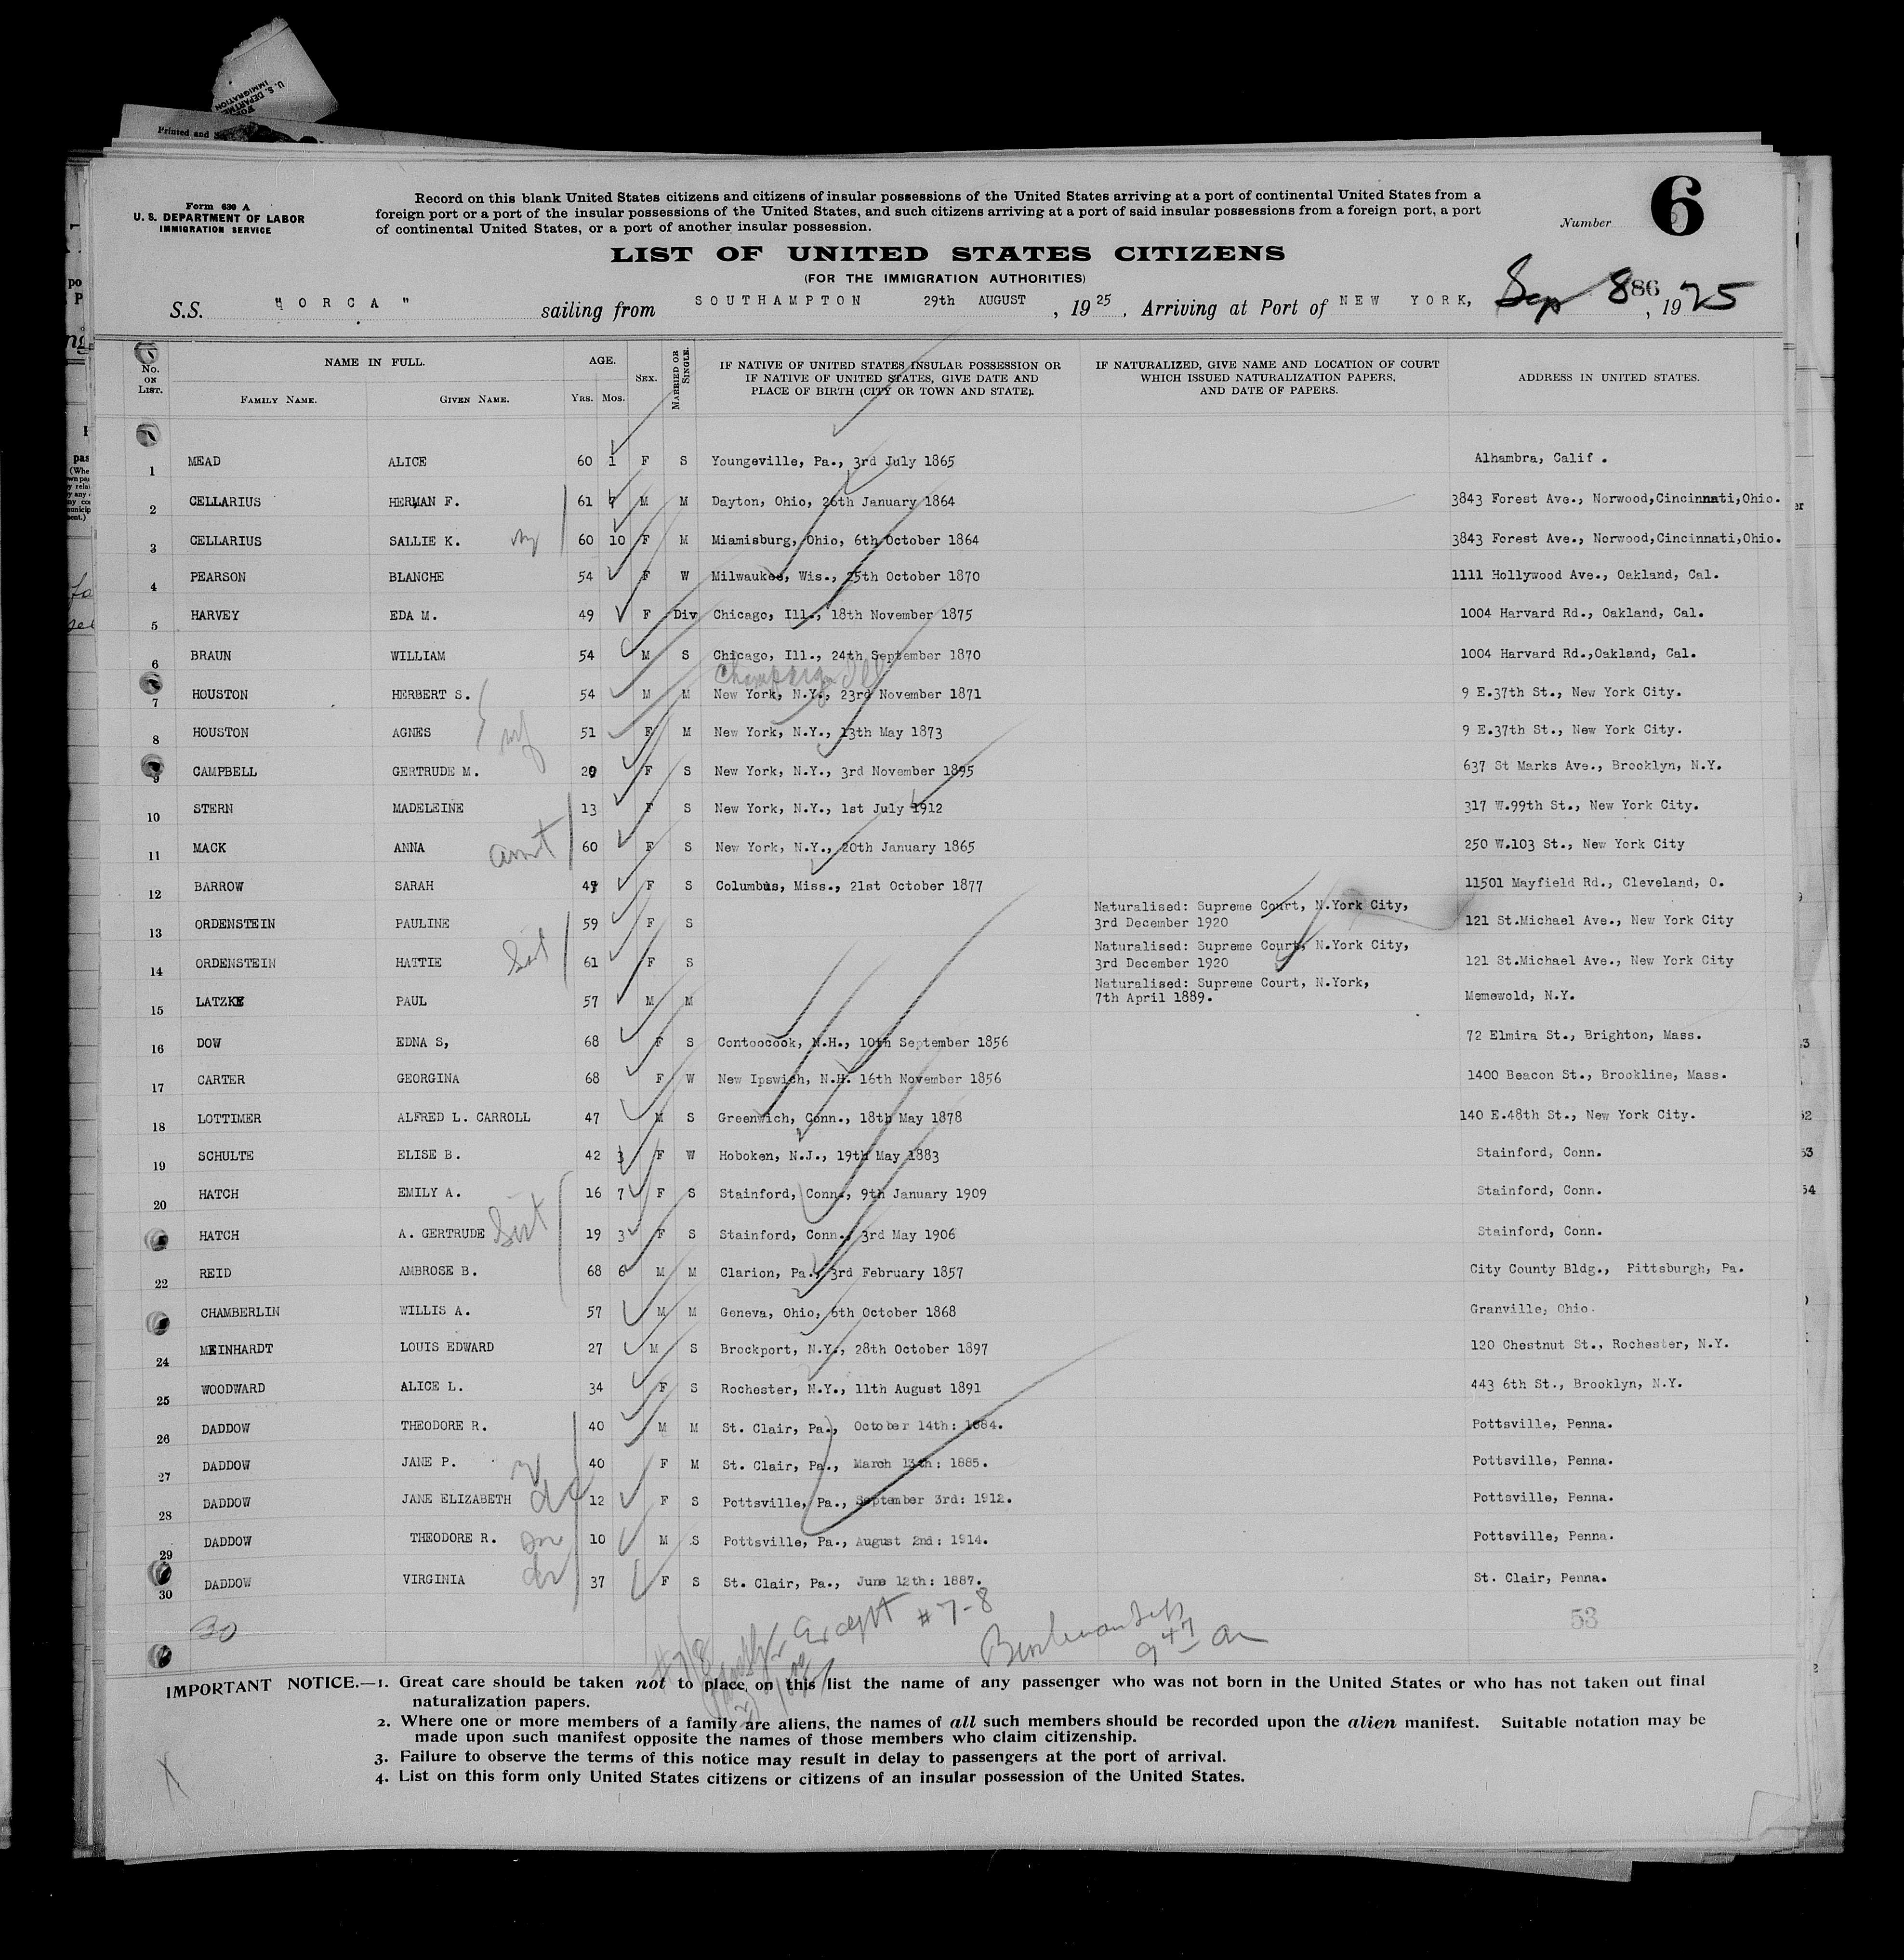 U. S. DEPARTMENT
IMMIGRATION
Printed and
Form 630 A
U. S. DEPARTMENT OF LABOR
IMMIGRATION SERVICE
Record on this blank United States citizens and citizens of insular possessions of the United States arriving at a port of continental United States from a
foreign port or a port of the insular possessions of the United States, and such citizens arriving at a port of said insular possessions from a foreign port, a port
of continental United States, or a port of another insular possession.
Number 6
LIST OF UNITED STATES CITIZENS
(FOR THE IMMIGRATION AUTHORITIES)
S.S. "ORCA" sailing from SOUTHAMPTON 29th AUGUST, 1925, Arriving at Port of NEW YORK, Sep 8 86, 1925
No. ON LIST. NAME IN FULL. FAMILY NAME. GIVEN NAME. AGE. YRS. MOS. SEX. MARRIED OR SINGLE. IF NATIVE OF UNITED STATES INSULAR POSSESSION OR IF NATIVE OF UNITED STATES, GIVE DATE AND PLACE OF BIRTH (CITY OR TOWN AND STATE). IF NATURALIZED, GIVE NAME AND LOCATION OF COURT WHICH ISSUED NATURALIZATION PAPERS, AND DATE OF PAPERS. ADDRESS IN UNITED STATES.
1 MEAD ALICE 60 1 F S Youngeville, Pa., 3rd July 1865 Alhambra, Calif .
2 CELLARIUS HERMAN F. 61 7 M M Dayton, Ohio, 26th January 1864 3843 Forest Ave., Norwood,Cincinnati,Ohio.
3 CELLARIUS SALLIE K. 60 10 F M Miamisburg, Ohio, 6th October 1864 3843 Forest Ave., Norwood,Cincinnati,Ohio.
4 PEARSON BLANCHE 54 F W Milwaukee, Wis., 25th October 1870 1111 Hollywood Ave., Oakland, Cal.
5 HARVEY EDA M. 49 F Div Chicago, Ill., 18th November 1875 1004 Harvard Rd., Oakland, Cal.
6 BRAUN WILLIAM 54 M S Chicago, Ill., 24th September 1870 1004 Harvard Rd.,Oakland, Cal.
Champaign Ill
7 HOUSTON HERBERT S. 54 M M New York, N.Y., 23rd November 1871 9 E.37th St., New York City.
8 HOUSTON AGNES wf 51 F M New York, N.Y., 13th May 1873 9 E.37th St., New York City.
9 CAMPBELL GERTRUDE M. 29 F S New York, N.Y., 3rd November 1895 637 St Marks Ave., Brooklyn, N.Y.
10 STERN MADELEINE 13 F S New York, N.Y., 1st July 1912 317 W.99th St., New York City.
11 MACK ANNA aunt 60 F S New York, N.Y., 20th January 1865 250 W.103 St., New York City
12 BARROW SARAH 47 F S Columbus, Miss., 21st October 1877 11501 Mayfield Rd., Cleveland, O.
13 ORDENSTEIN PAULINE 59 F S Naturalised: Supreme Court, N.York City, 3rd December 1920 121 St.Michael Ave., New York City
14 ORDENSTEIN HATTIE Sist 61 F S Naturalised: Supreme Court, N.York City, 3rd December 1920 121 St.Michael Ave., New York City
15 LATZKE PAUL 57 M M Naturalised: Supreme Court, N.York, 7th April 1889. Memewold, N.Y.
16 DOW EDNA S, 68 F S Contoocook, N.H., 10th September 1856 72 Elmira St., Brighton, Mass.
17 CARTER GEORGINA 68 F W New Ipswich, N.H. 16th November 1856 1400 Beacon St., Brookline, Mass.
18 LOTTIMER ALFRED L. CARROLL 47 M S Greenwich, Conn., 18th May 1878 140 E.48th St., New York City.
19 SCHULTE ELISE B. 42 3 F W Hoboken, N.J., 19th May 1883 Stainford, Conn.
20 HATCH EMILY A. 16 7 F S Stainford, Conn., 9th January 1909 Stainford, Conn.
HATCH A. GERTRUDE Sist 19 3 F S Stainford, Conn., 3rd May 1906 Stainford, Conn.
22 REID AMBROSE B. 68 6 M M Clarion, Pa., 3rd February 1857 City County Bldg., Pittsburgh, Pa.
CHAMBERLIN WILLIS A. 57 M M Geneva, Ohio, 6th October 1868 Granville, Ohio.
24 MEINHARDT LOUIS EDWARD 27 M S Brockport, N.Y., 28th October 1897 120 Chestnut St., Rochester, N.Y.
25 WOODWARD ALICE L. 34 F S Rochester, N.Y., 11th August 1891 443 6th St., Brooklyn, N.Y.
26 DADDOW THEODORE R. 40 M M St. Clair, Pa., October 14th: 1884. Pottsville, Penna.
27 DADDOW JANE P. 40 F M St. Clair, Pa., March 13th: 1885. Pottsville, Penna.
28 DADDOW JANE ELIZABETH 12 F S Pottsville, Pa., September 3rd: 1912. Pottsville, Penna.
29 DADDOW THEODORE R. 10 M S Pottsville, Pa., August 2nd: 1914. Pottsville, Penna.
30 DADDOW VIRGINIA 37 F S St. Clair, Pa., June 12th: 1887. St. Clair, Penna.
30 Except #7-8 9 47 am 53
#7/8
IMPORTANT NOTICE.—1. Great care should be taken not to place on this list the name of any passenger who was not born in the United States or who has not taken out final
naturalization papers.
2. Where one or more members of a family are aliens, the names of all such members should be recorded upon the alien manifest. Suitable notation may be
made upon such manifest opposite the names of those members who claim citizenship.
3. Failure to observe the terms of this notice may result in delay to passengers at the port of arrival.
4. List on this form only United States citizens or citizens of an insular possession of the United States.